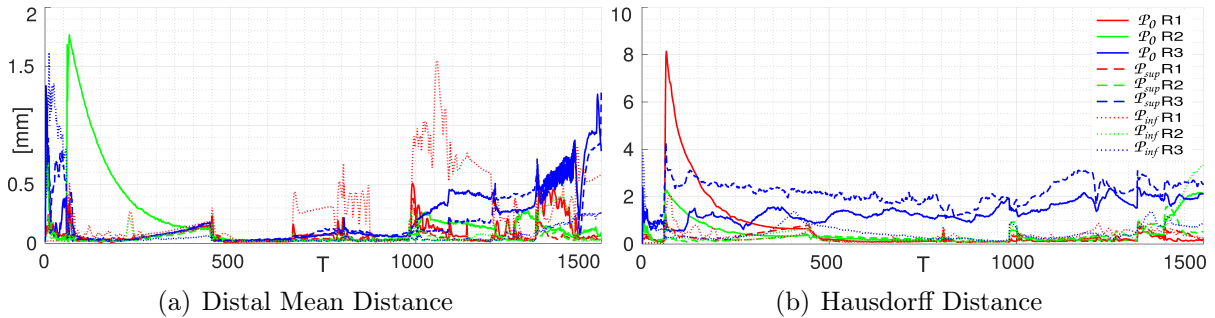 2
1.5
[mm]
0.5
0
0
500
T
1000
1500
(a) Distal Mean Distance
10
8
6
4
2
0
0
500
T
1000
1500
𝒫0 R1
𝒫0 R2
𝒫0 R3
𝒫sup R1
𝒫sup R2
𝒫sup R3
𝒫inf R1
𝒫inf R2
𝒫inf R3
(b) Hausdorff Distance